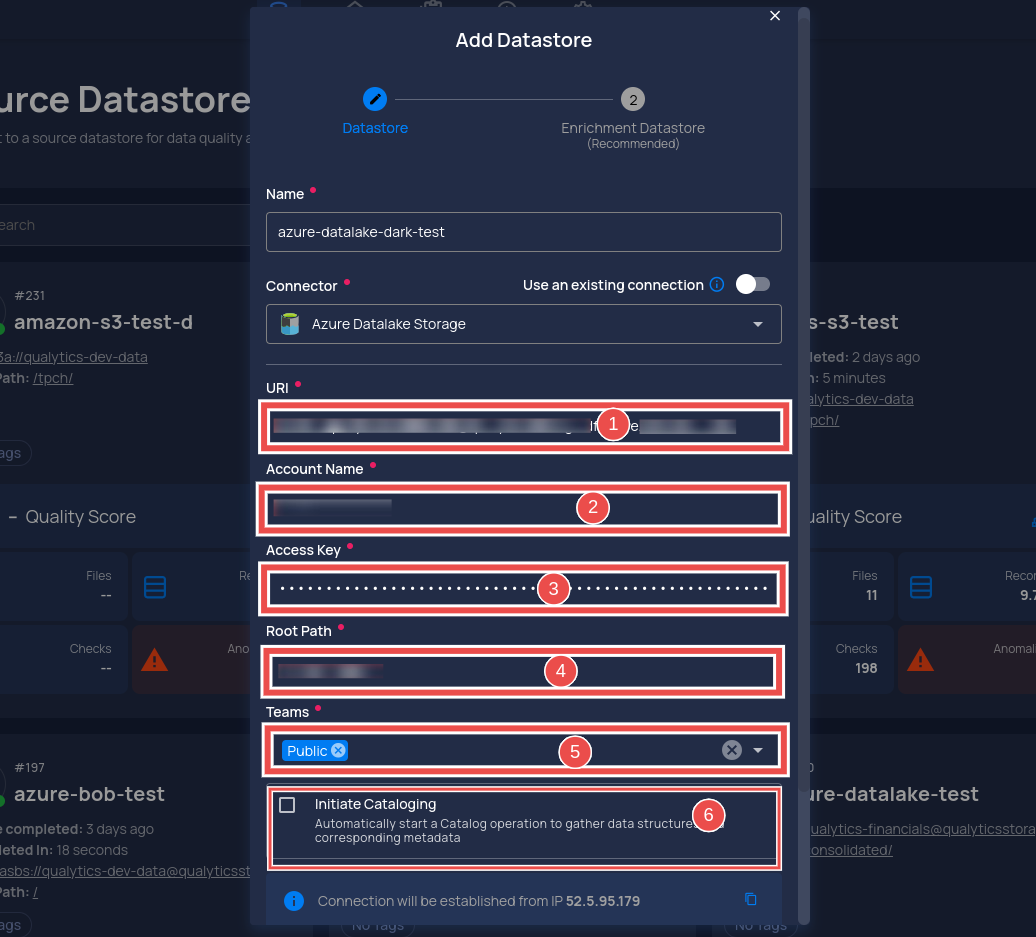 Add Datastore
2
Datastore
Enrichment Datastore
(Recommended)
urce Datastore
t to a source datastore for data quality a
earch
Name
azure-datalake-dark-test
Connector
Use an existing connection
Azure Datalake Storage
URI
1
Account Name
2
Access Key
3
Root Path
4
Teams
Public
5
Initiate Cataloging
6
Automatically start a Catalog operation to gather data structures
corresponding metadata
Connection will be established from IP 52.5.95.179
#231
amazon-s3-test-d
3a://qualytics-dev-data
Path: /tpch/
ags
– Quality Score
Files
--
Re
Checks
--
Ano
#197
azure-bob-test
e completed: 3 days ago
leted In: 18 seconds
asbs://qualytics-dev-data@qualyticsst
Path: /
ags
No Tags
s-s3-test
leted: 2 days ago
n: 5 minutes
alytics-dev-data
pch/
uality Score
Files
11
Recor
9.7
Checks
198
Anomali
0
ure-datalake-test
ualytics-financials@qualyticsstora
onsolidated/
No Tags